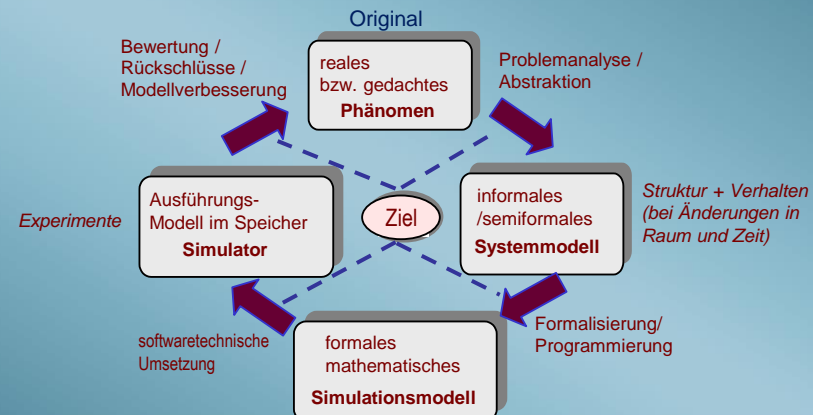 Original
reales
bzw. gedachtes
Phänomen
Bewertung /
Rückschlüsse /
Modellverbesserung
Problemanalyse /
Abstraktion
Experimente
Ausführungs-
Modell im Speicher
Simulator
Ziel
informales
/semiformales
Systemmodell
Struktur + Verhalten
(bei Änderungen in
Raum und Zeit)
softwaretechnische
Umsetzung
formales
mathematisches
Simulationsmodell
Formalisierung/
Programmierung